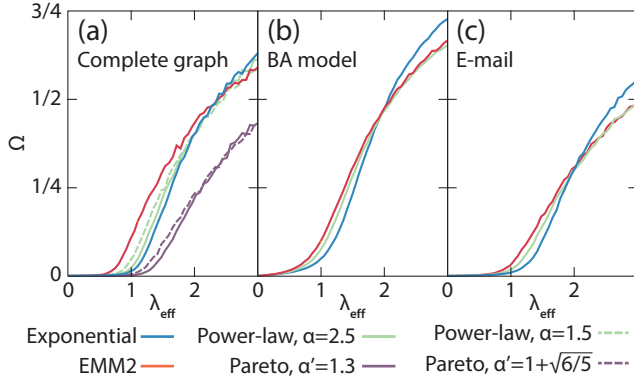 3/4
(a)
(b)
(c)
Complete graph
BA model
E-mail
1/2
Ω
1/4
0
0 1 2 0 1 2 0 1 2
λeff λeff λeff
Exponential Power-law, α=2.5 Power-law, α=1.5
EMM2 Pareto, α'=1.3 Pareto, α'=1+√6/5